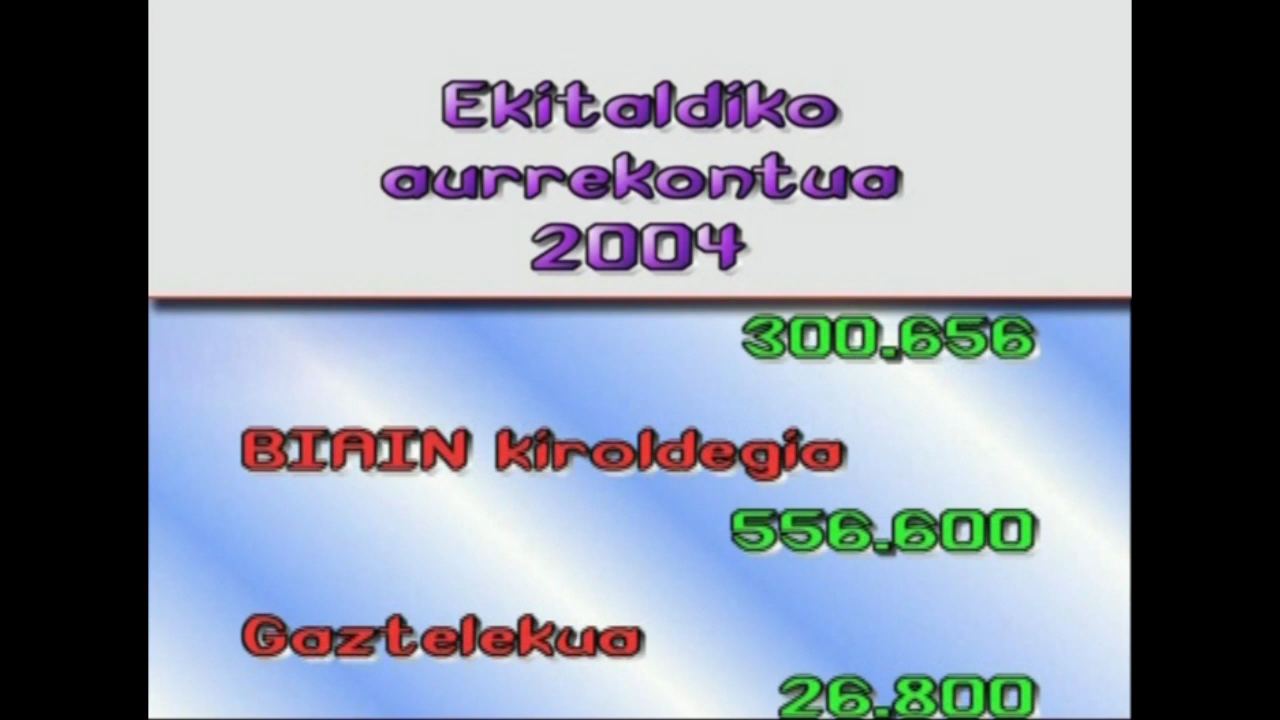 Ekitaldiko
aurrekontua
2004
300.656
BIAIN kiroldegia
556.600
Gaztelekua
26.800